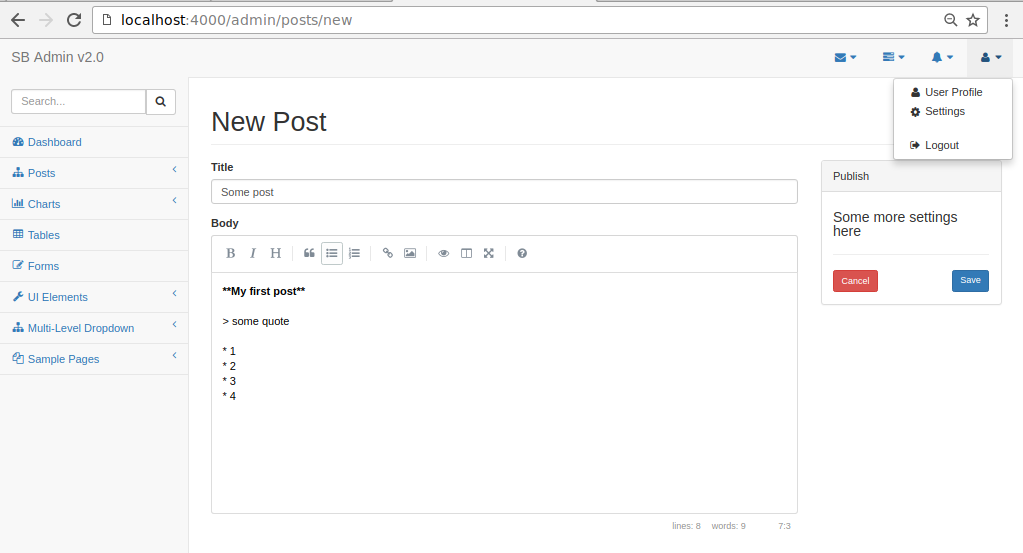 localhost:4000/admin/posts/new
SB Admin v2.0
User Profile
Settings
Logout
Search...
Dashboard
Posts
Charts
Tables
Forms
UI Elements
Multi-Level Dropdown
Sample Pages
New Post
Title
Some post
Body
B I H
**My first post**
> some quote
* 1
* 2
* 3
* 4
lines: 8 words: 9 7:3
Publish
Some more settings
here
Cancel Save